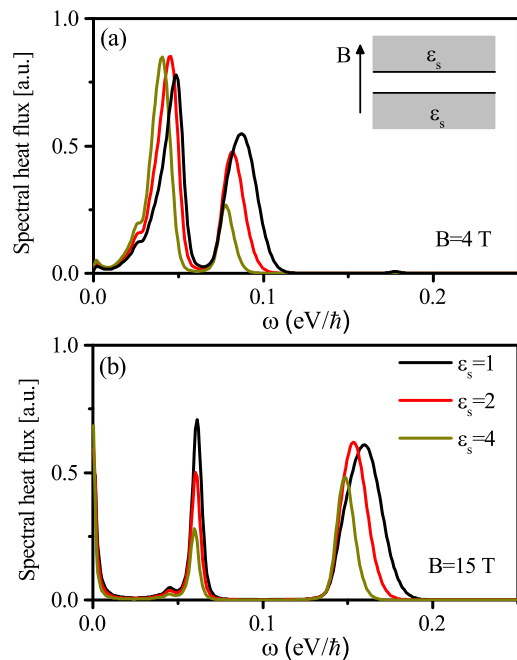 (a)
B
ε_s
ε_s
B=4 T
Spectral heat flux [a.u.]
1.0
0.5
0.0
0.0
0.1
0.2
ω (eV/ħ)
(b)
ε_s=1
ε_s=2
ε_s=4
B=15 T
Spectral heat flux [a.u.]
1.0
0.5
0.0
0.0
0.1
0.2
ω (eV/ħ)